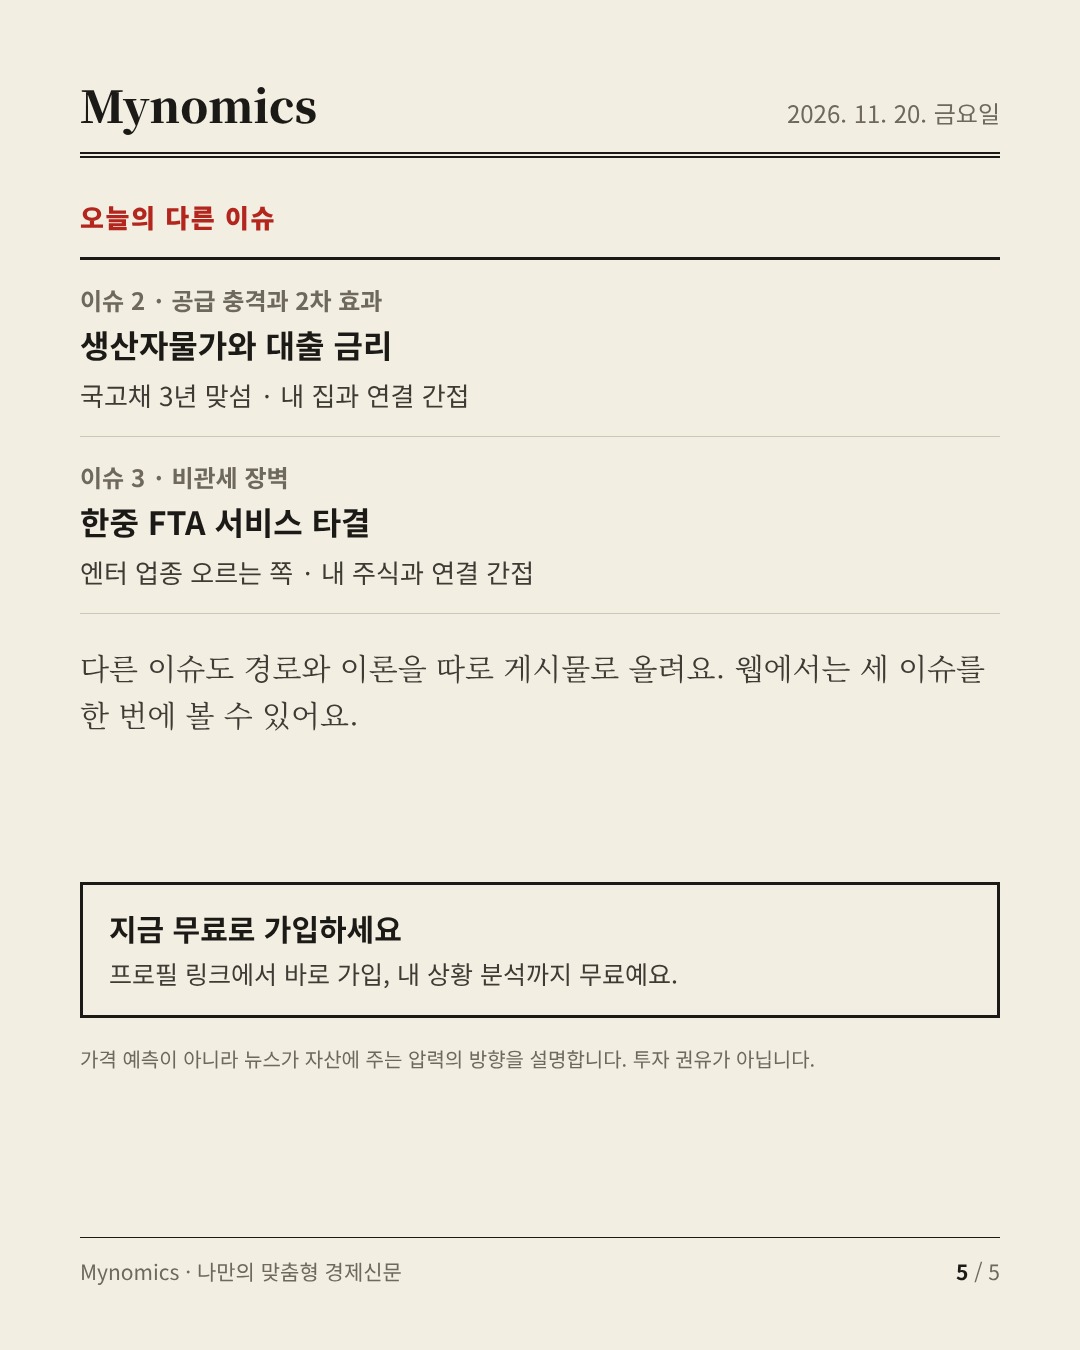 Mynomics
2026. 11. 20. 금요일
오늘의 다른 이슈
이슈 2 · 공급 충격과 2차 효과
생산자물가와 대출 금리
국고채 3년 맞섬 · 내 집과 연결 간접
이슈 3 · 비관세 장벽
한중 FTA 서비스 타결
엔터 업종 오르는 쪽 · 내 주식과 연결 간접
다른 이슈도 경로와 이론을 따로 게시물로 올려요. 웹에서는 세 이슈를
한 번에 볼 수 있어요.
지금 무료로 가입하세요
프로필 링크에서 바로 가입, 내 상황 분석까지 무료예요.
가격 예측이 아니라 뉴스가 자산에 주는 압력의 방향을 설명합니다. 투자 권유가 아닙니다.
Mynomics · 나만의 맞춤형 경제신문
5 / 5